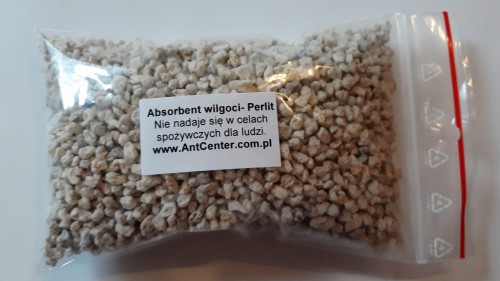 Absorbent wilgoci- Perlit
Nie nadaje się w celach
spożywczych dla ludzi.
www.AntCenter.com.pl